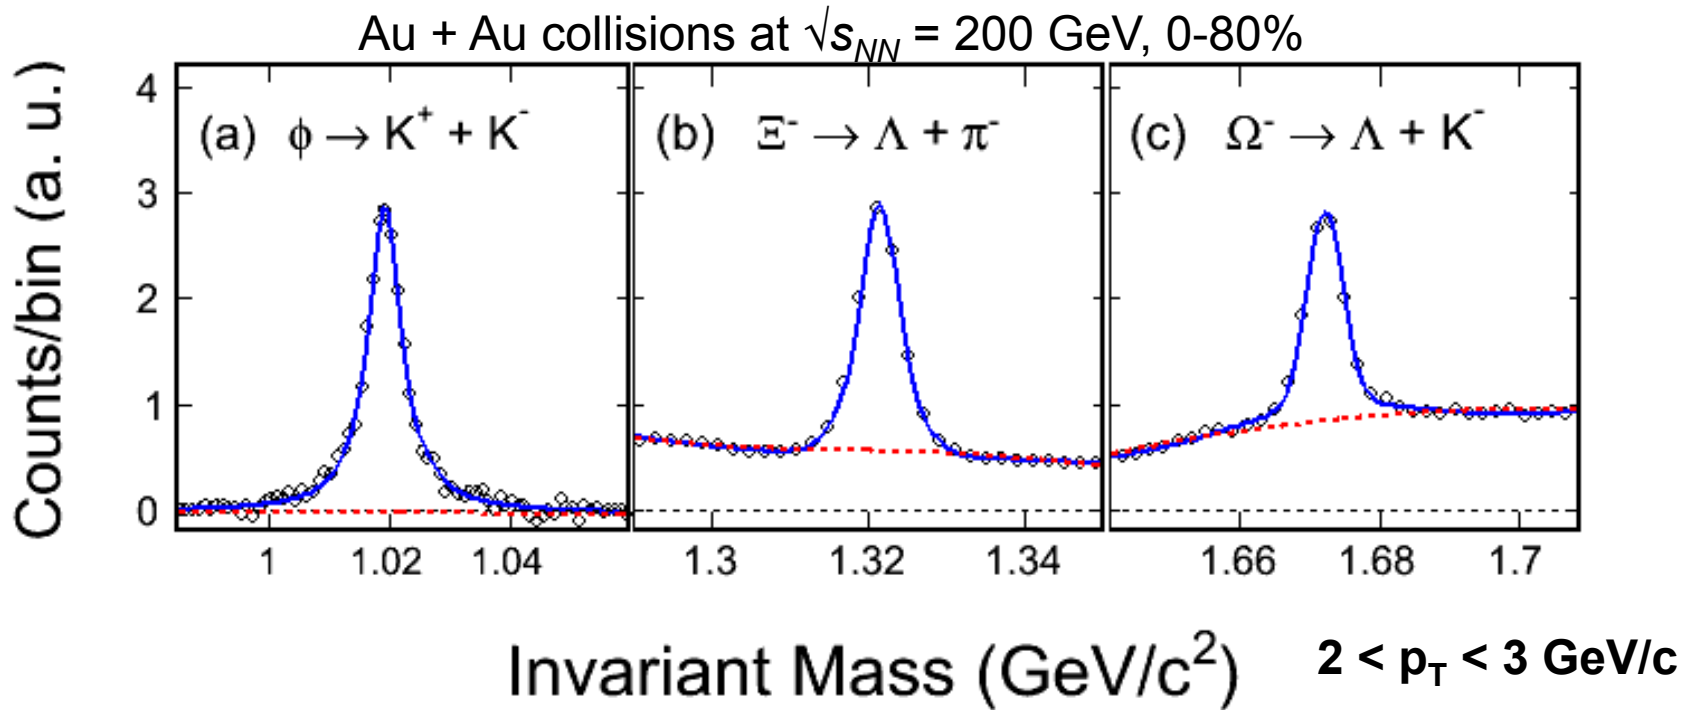 Au + Au collisions at √sNN = 200 GeV, 0-80%
Counts/bin (a. u.)
4
3
2
1
0
(a) ϕ → K⁺ + K⁻
(b) Ξ⁻ → Λ + π⁻
(c) Ω⁻ → Λ + K⁻
1 1.02 1.04 1.3 1.32 1.34 1.66 1.68 1.7
Invariant Mass (GeV/c²)
2 < pT < 3 GeV/c